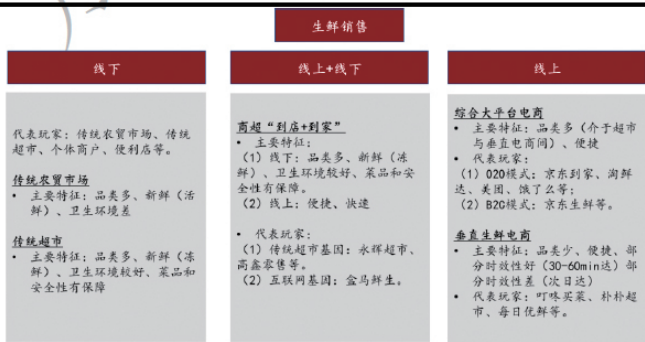 生鲜销售
线下
代表玩家：传统农贸市场、传统
超市、个体商户、便利店等。
传统农贸市场
• 主要特征：品类多、新鲜（活
鲜）、卫生环境差
传统超市
• 主要特征：品类多、新鲜（冻
鲜）、卫生环境较好、菜品和
安全性有保障
线上+线下
商超“到店+到家”
• 主要特征：
（1）线下：品类多、新鲜（冻
鲜）、卫生环境较好、菜品和安
全性有保障。
（2）线上：便捷、快速
• 代表玩家：
（1）传统超市基因：永辉超市、
高鑫零售等。
（2）互联网基因：盒马鲜生。
线上
综合大平台电商
• 主要特征：品类多（介于超市
与垂直电商间）、便捷
• 代表玩家：
（1）O2O模式：京东到家、淘鲜
达、美团、饿了么等；
（2）B2C模式：京东生鲜等。
垂直生鲜电商
• 主要特征：品类少、便捷、部
分时效性好（30-60min达）部
分时效性差（次日达）
• 代表玩家：叮咚买菜、朴朴超
市、每日优鲜等。